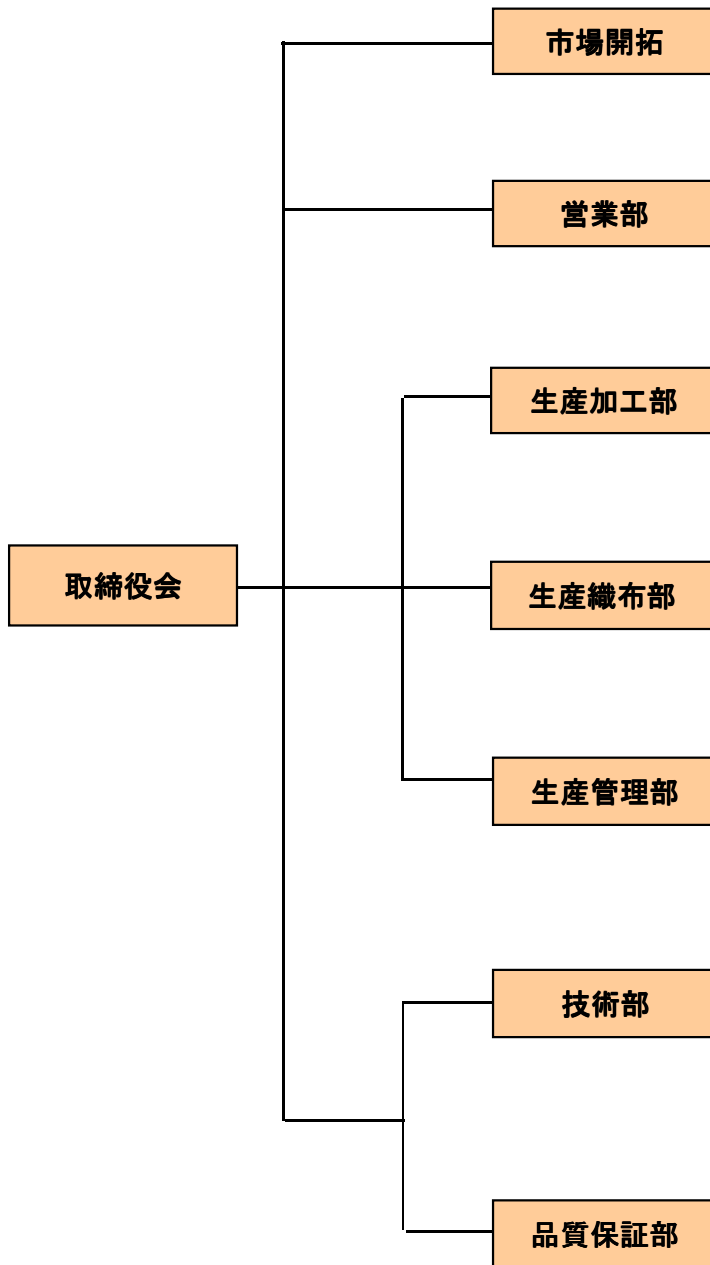 市場開拓
営業部
生産加工部
取締役会
生産織布部
生産管理部
技術部
品質保証部